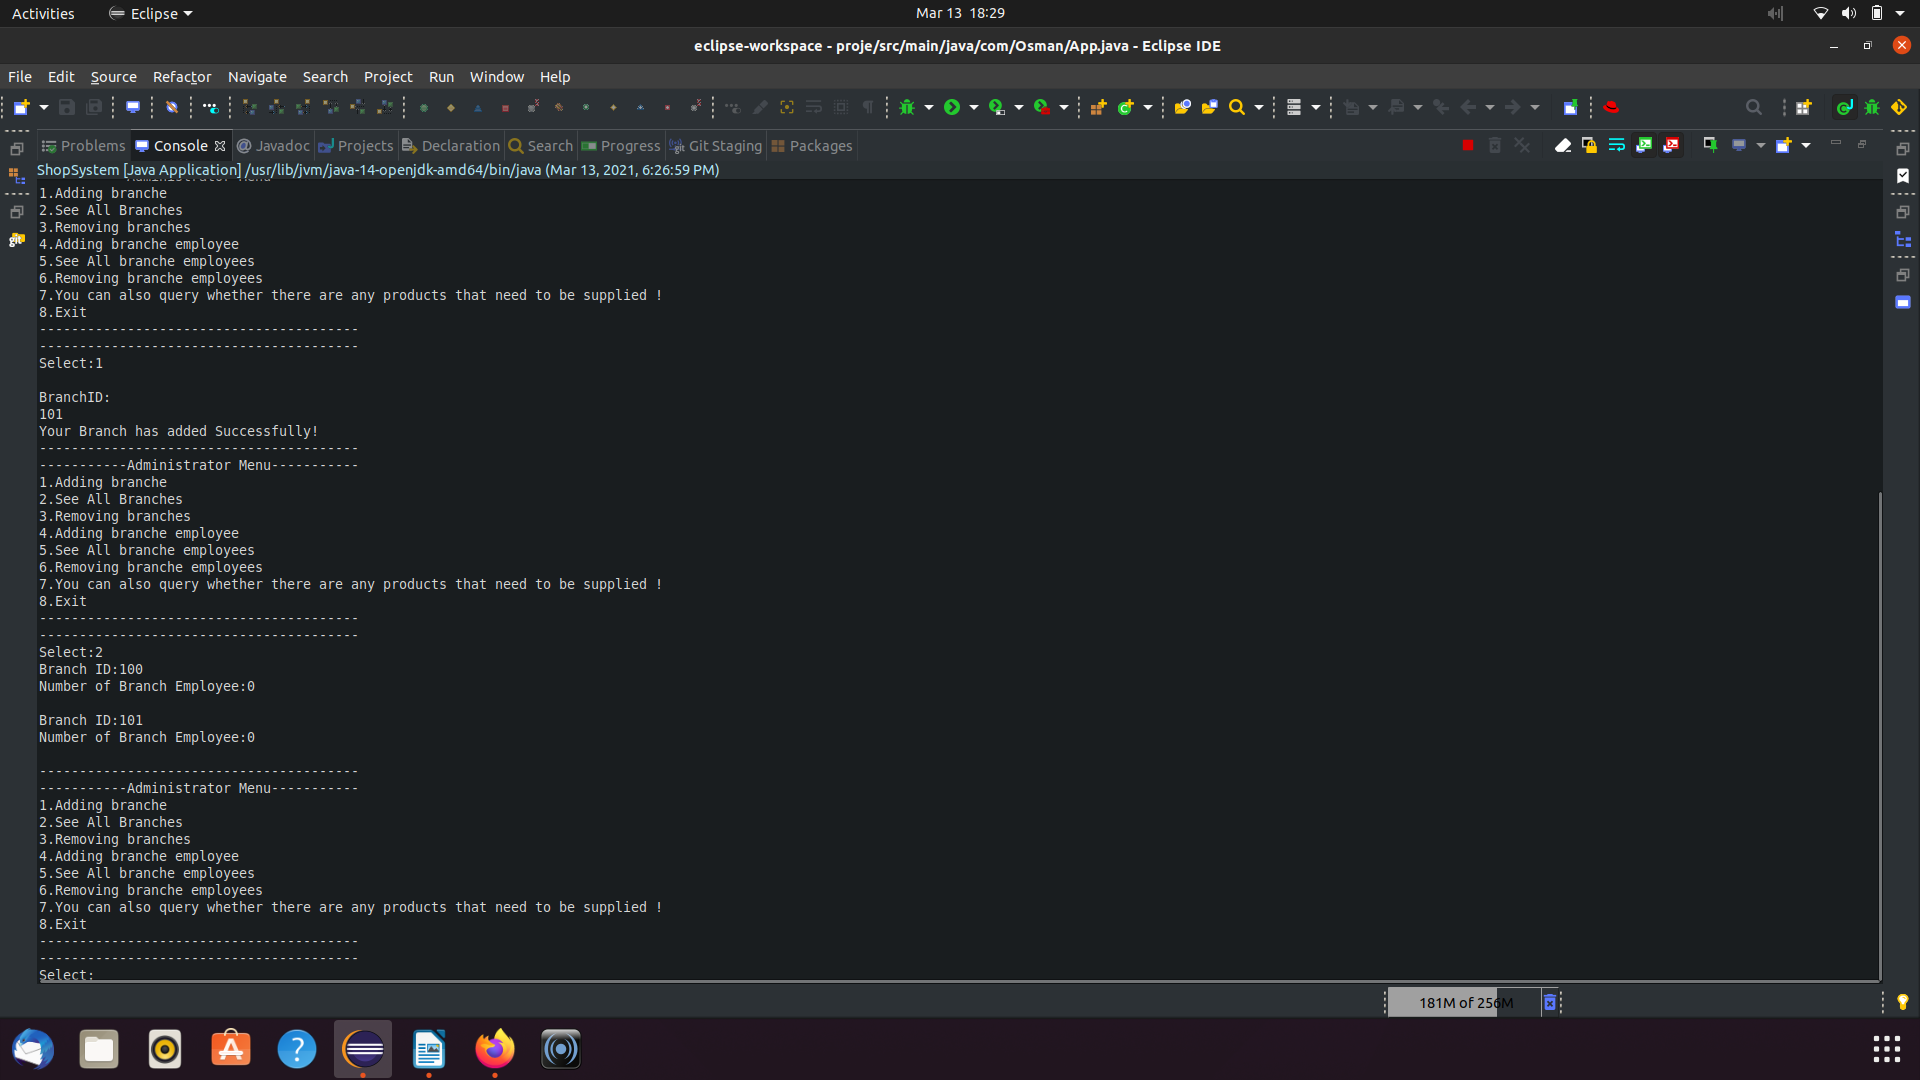 Activities Eclipse Mar 13 18:29
eclipse-workspace - proje/src/main/java/com/Osman/App.java - Eclipse IDE
File Edit Source Refactor Navigate Search Project Run Window Help
Problems Console Javadoc Projects Declaration Search Progress Git Staging Packages
ShopSystem [Java Application] /usr/lib/jvm/java-14-openjdk-amd64/bin/java (Mar 13, 2021, 6:26:59 PM)
1.Adding branche
2.See All Branches
3.Removing branches
4.Adding branche employee
5.See All branche employees
6.Removing branche employees
7.You can also query whether there are any products that need to be supplied !
8.Exit
----------------------------------------
----------------------------------------
Select:1
BranchID:
101
Your Branch has added Successfully!
----------------------------------------
-----------Administrator Menu-----------
1.Adding branche
2.See All Branches
3.Removing branches
4.Adding branche employee
5.See All branche employees
6.Removing branche employees
7.You can also query whether there are any products that need to be supplied !
8.Exit
----------------------------------------
----------------------------------------
Select:2
Branch ID:100
Number of Branch Employee:0
Branch ID:101
Number of Branch Employee:0
----------------------------------------
-----------Administrator Menu-----------
1.Adding branche
2.See All Branches
3.Removing branches
4.Adding branche employee
5.See All branche employees
6.Removing branche employees
7.You can also query whether there are any products that need to be supplied !
8.Exit
----------------------------------------
----------------------------------------
Select:
181M of 256M